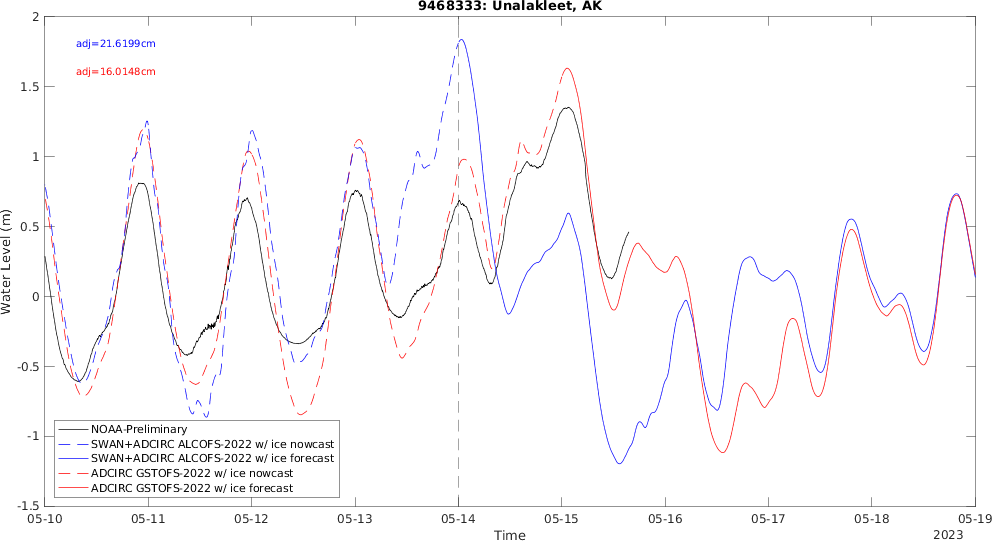 9468333: Unalakleet, AK
adj=21.6199cm
adj=16.0148cm
Water Level (m)
2
1.5
1
0.5
0
-0.5
-1
-1.5
NOAA-Preliminary
SWAN+ADCIRC ALCOFS-2022 w/ ice nowcast
SWAN+ADCIRC ALCOFS-2022 w/ ice forecast
ADCIRC GSTOFS-2022 w/ ice nowcast
ADCIRC GSTOFS-2022 w/ ice forecast
05-10 05-11 05-12 05-13 05-14 05-15 05-16 05-17 05-18 05-19
Time
2023